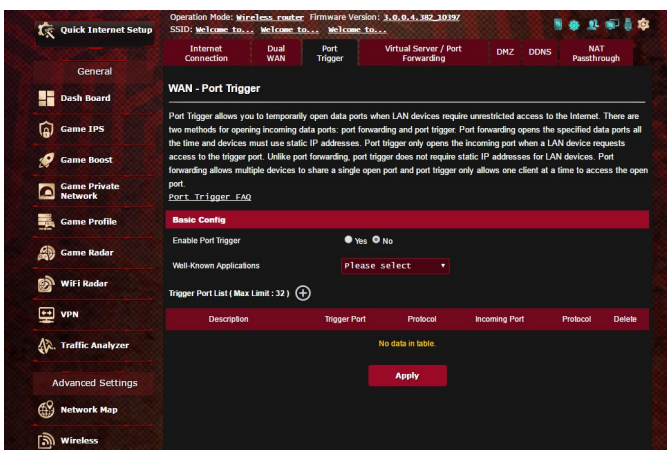 Quick Internet Setup
Operation Mode: Wireless router Firmware Version: 3.0.0.4.382_10397
SSID: Welcome to... Welcome to... Welcome to...
Internet Connection
Dual WAN
Port Trigger
Virtual Server / Port Forwarding
DMZ
DDNS
NAT Passthrough
General
Dash Board
Game IPS
Game Boost
Game Private Network
Game Profile
Game Radar
WiFi Radar
VPN
Traffic Analyzer
Advanced Settings
Network Map
Wireless
WAN - Port Trigger
Port Trigger allows you to temporarily open data ports when LAN devices require unrestricted access to the Internet. There are
two methods for opening incoming data ports: port forwarding and port trigger. Port forwarding opens the specified data ports all
the time and devices must use static IP addresses. Port trigger only opens the incoming port when a LAN device requests
access to the trigger port. Unlike port forwarding, port trigger does not require static IP addresses for LAN devices. Port
forwarding allows multiple devices to share a single open port and port trigger only allows one client at a time to access the open
port.
Port Trigger FAQ
Basic Config
Enable Port Trigger Yes No
Well-Known Applications Please select
Trigger Port List ( Max Limit : 32 )
Description Trigger Port Protocol Incoming Port Protocol Delete
No data in table.
Apply